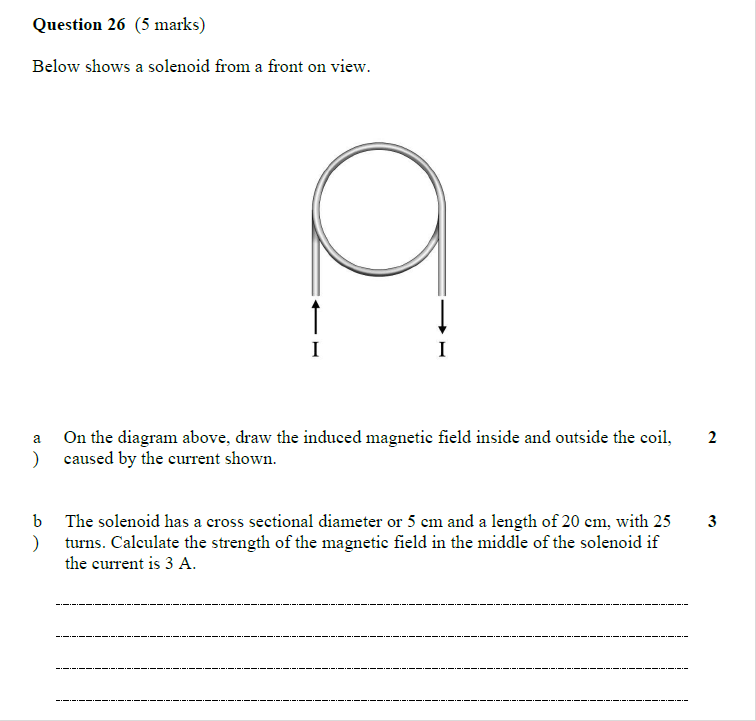 Question 26 (5 marks)
Below shows a solenoid from a front on view.
I I
a On the diagram above, draw the induced magnetic field inside and outside the coil, 2
) caused by the current shown.
b The solenoid has a cross sectional diameter or 5 cm and a length of 20 cm, with 25 3
) turns. Calculate the strength of the magnetic field in the middle of the solenoid if
the current is 3 A.